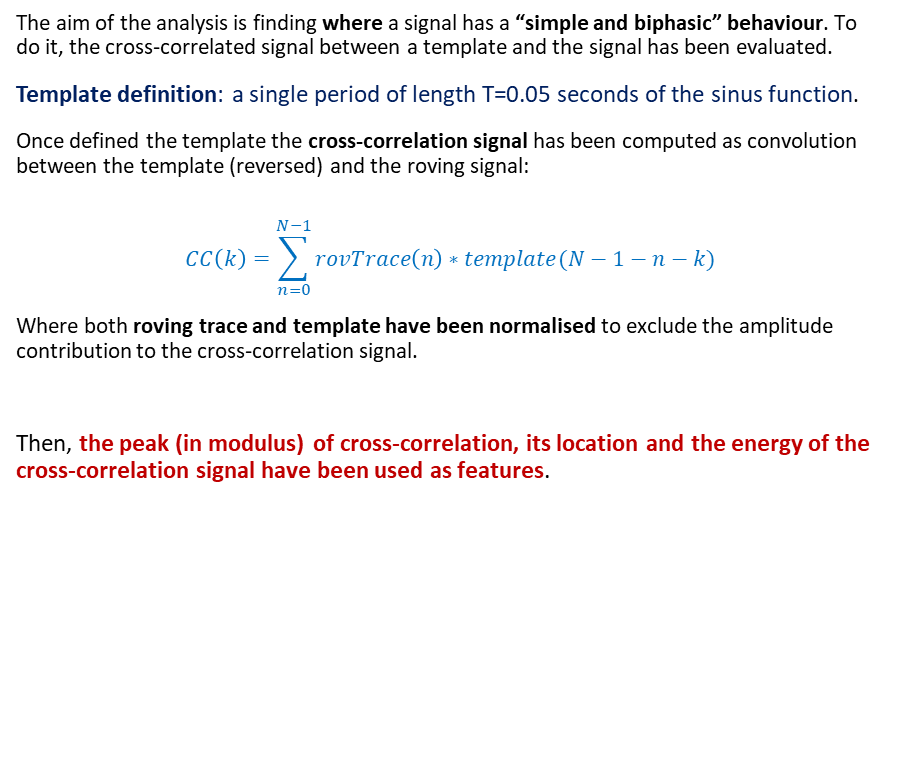 The aim of the analysis is finding where a signal has a “simple and biphasic” behaviour. To
do it, the cross-correlated signal between a template and the signal has been evaluated.
Template definition: a single period of length T=0.05 seconds of the sinus function.
Once defined the template the cross-correlation signal has been computed as convolution
between the template (reversed) and the roving signal:
N−1
CC(k) = ∑ rovTrace(n) ∗ template(N − 1 − n − k)
n=0
Where both roving trace and template have been normalised to exclude the amplitude
contribution to the cross-correlation signal.
Then, the peak (in modulus) of cross-correlation, its location and the energy of the
cross-correlation signal have been used as features.